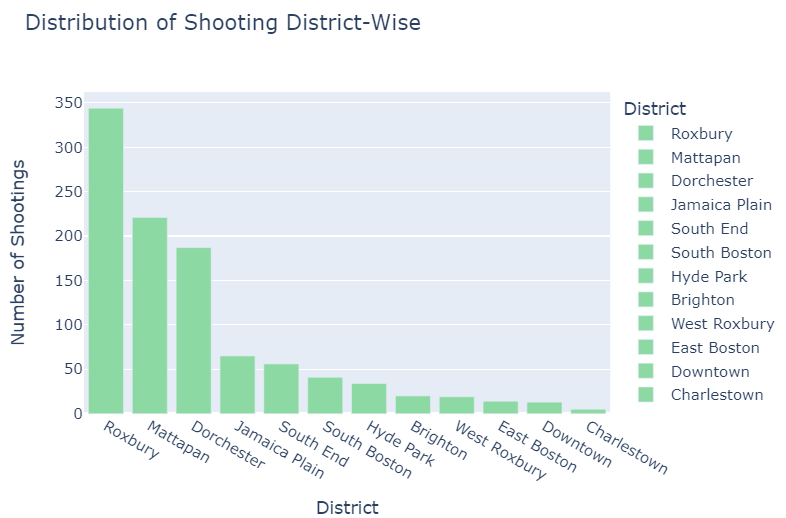 Distribution of Shooting District-Wise
350
300
250
200
150
100
50
0
Number of Shootings
Roxbury
Mattapan
Dorchester
Jamaica Plain
South End
South Boston
Hyde Park
Brighton
West Roxbury
East Boston
Downtown
Charlestown
District
District
Roxbury
Mattapan
Dorchester
Jamaica Plain
South End
South Boston
Hyde Park
Brighton
West Roxbury
East Boston
Downtown
Charlestown